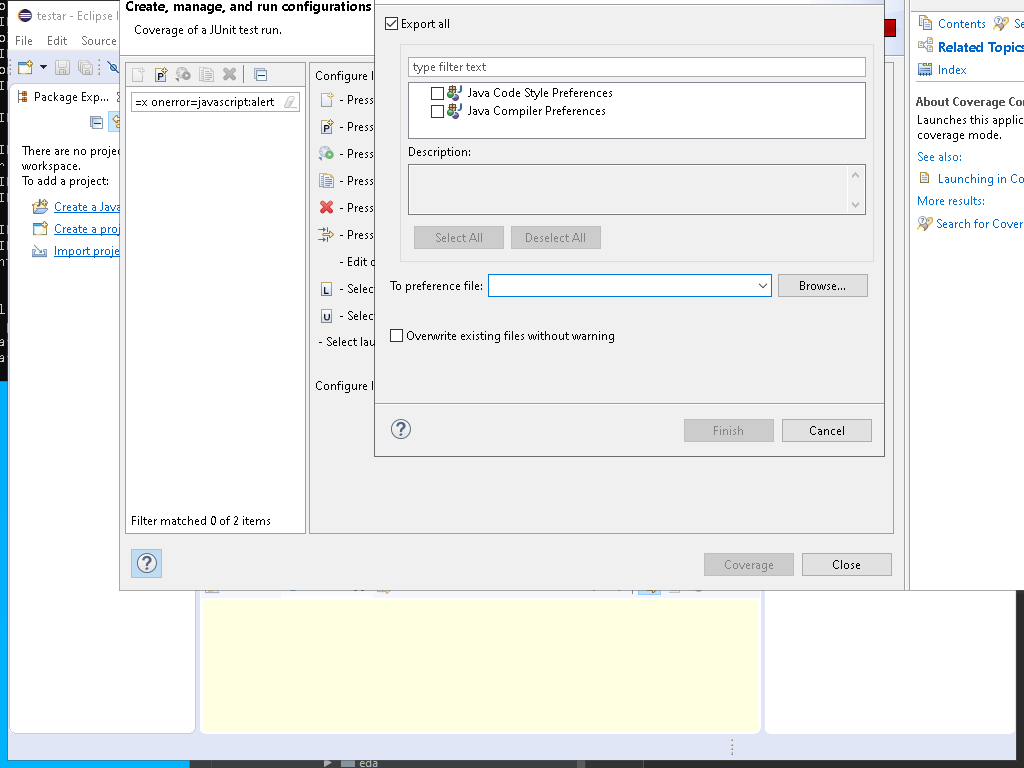 testar - Eclipse I
File Edit Source
Package Exp...
There are no proje
workspace.
To add a project:
Create a Java
Create a proj
Import proje
Create, manage, and run configurations
Coverage of a JUnit test run.
=x onerror=javascript:alert
Filter matched 0 of 2 items
Configure l
- Press
- Press
- Press
- Press
- Press
- Press
- Edit
- Selec
- Selec
- Select lau
Configure l
Export all
type filter text
Java Code Style Preferences
Java Compiler Preferences
Description:
Select All
Deselect All
To preference file:
Browse...
Overwrite existing files without warning
Finish
Cancel
Coverage
Close
Contents
Se
Related Topics
Index
About Coverage Co
Launches this applic
coverage mode.
See also:
Launching in Co
More results:
Search for Cover
eda